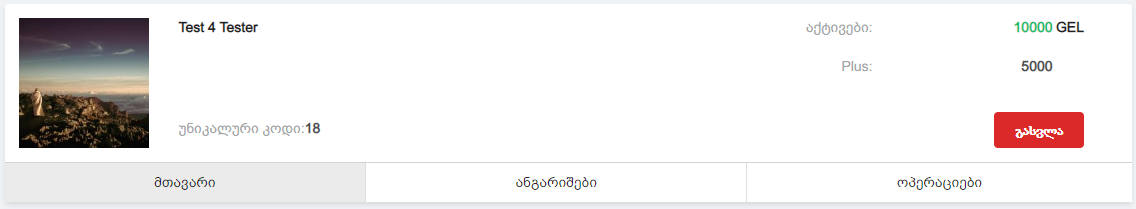 Test 4 Tester
აქტივები: 10000 GEL
Plus: 5000
უნიკალური კოდი:18
გასვლა
მთავარი ანგარიშები ოპერაციები